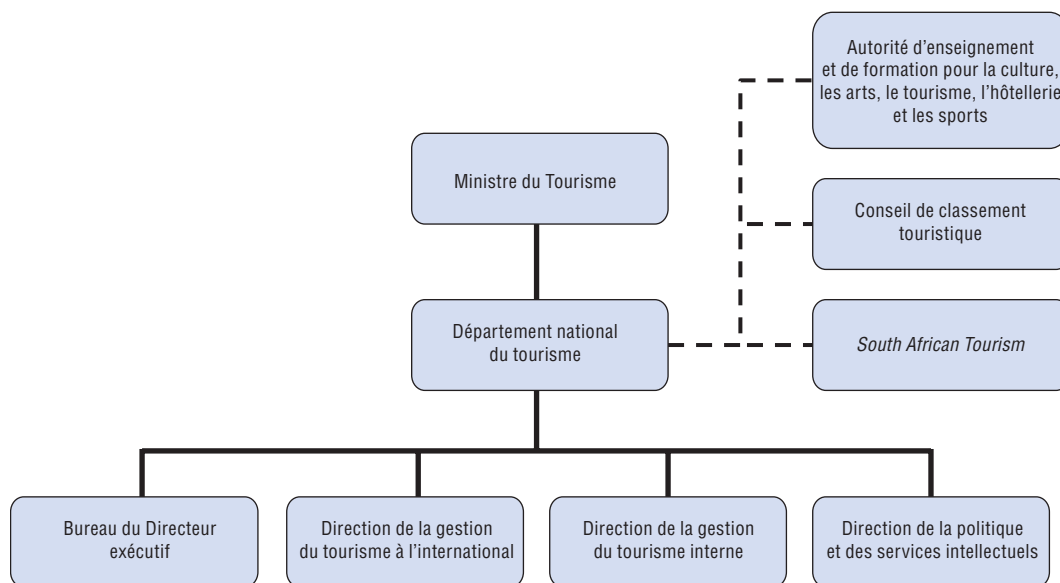 Autorité d'enseignement
et de formation pour la culture,
les arts, le tourisme, l'hôtellerie
et les sports
Ministre du Tourisme
Conseil de classement
touristique
Département national
du tourisme
South African Tourism
Bureau du Directeur
exécutif
Direction de la gestion
du tourisme à l'international
Direction de la gestion
du tourisme interne
Direction de la politique
et des services intellectuels